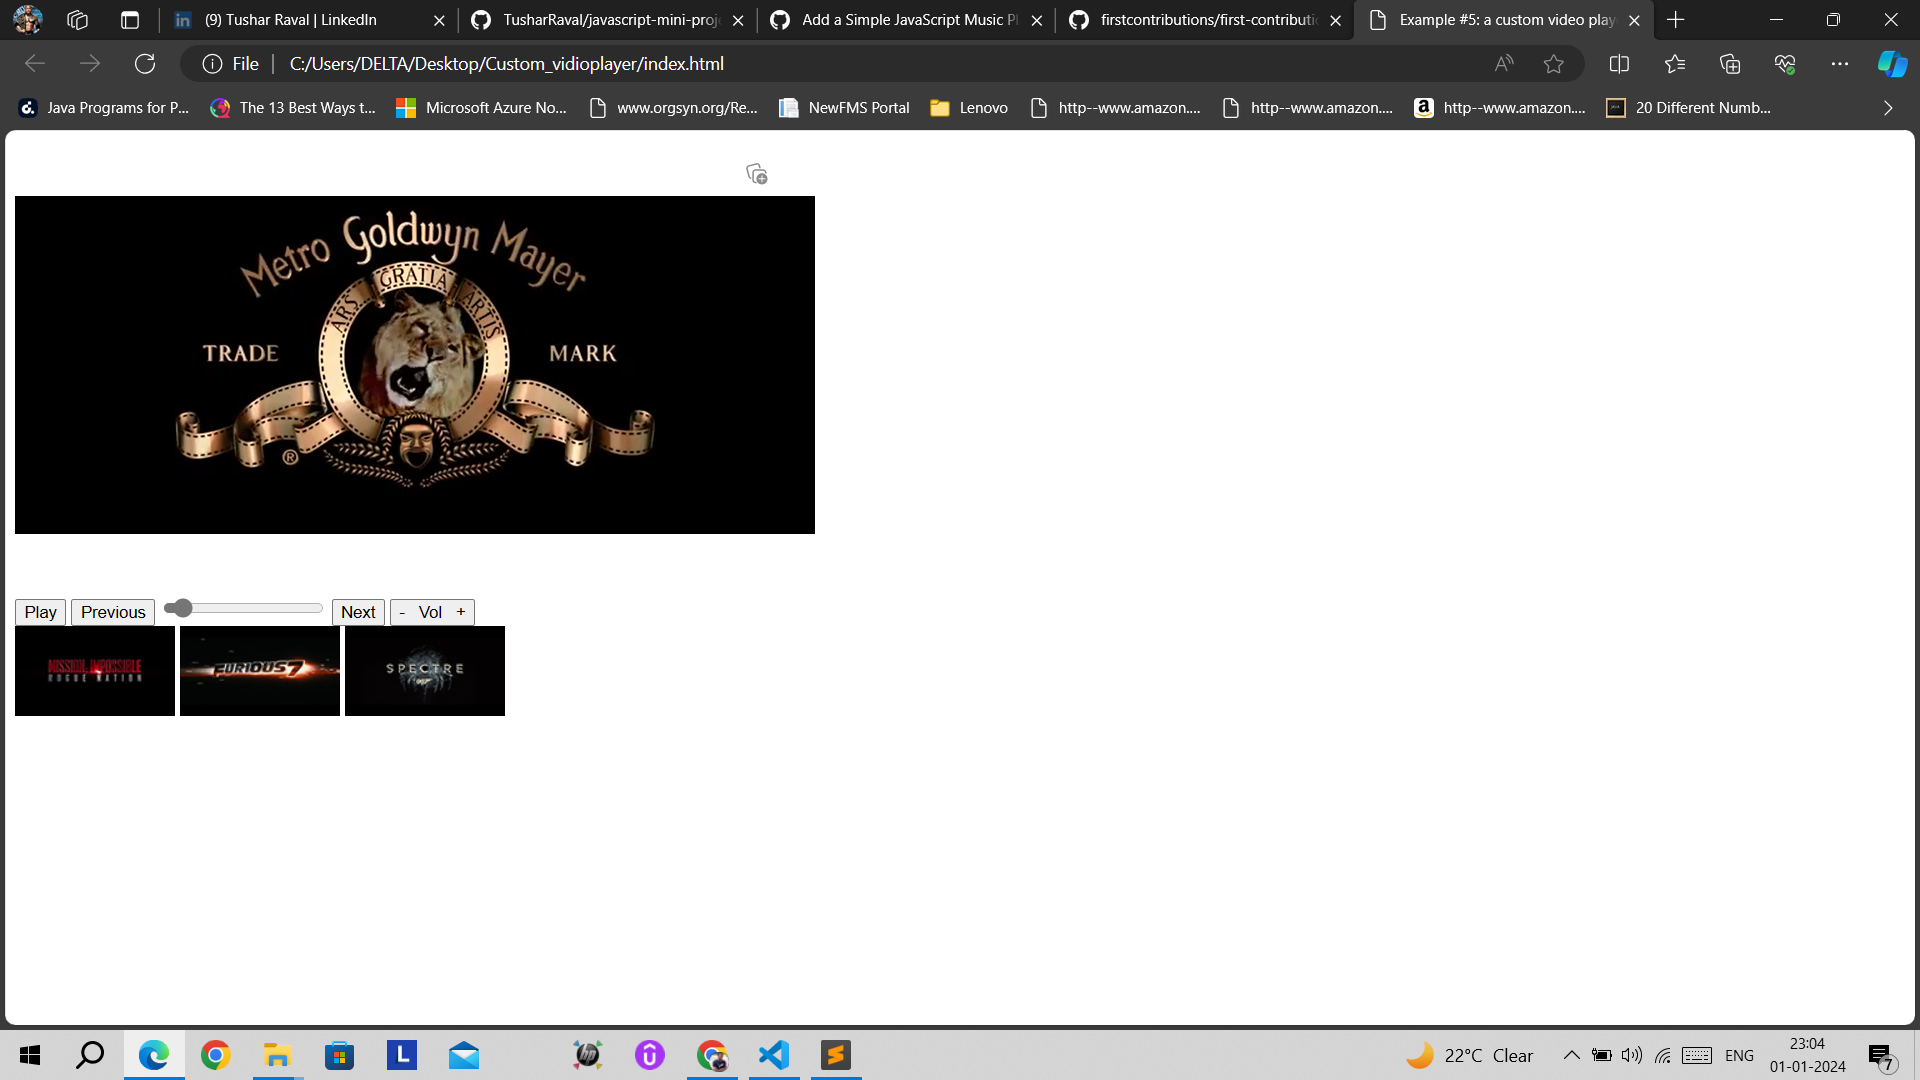 (9) Tushar Raval | LinkedIn
TusharRaval/javascript-mini-proje
Add a Simple JavaScript Music Pl
firstcontributions/first-contributio
Example #5: a custom video play
File
C:/Users/DELTA/Desktop/Custom_vidioplayer/index.html
Java Programs for P...
The 13 Best Ways t...
Microsoft Azure No...
www.orgsyn.org/Re...
NewFMS Portal
Lenovo
http--www.amazon....
http--www.amazon....
http--www.amazon....
20 Different Numb...
Metro Goldwyn Mayer
ARS GRATIA ARTIS
TRADE MARK
®
Play Previous Next - Vol +
MISSION: IMPOSSIBLE
ROGUE NATION
FURIOUS 7
SPECTRE
007
22°C Clear
ENG
23:04
01-01-2024
7